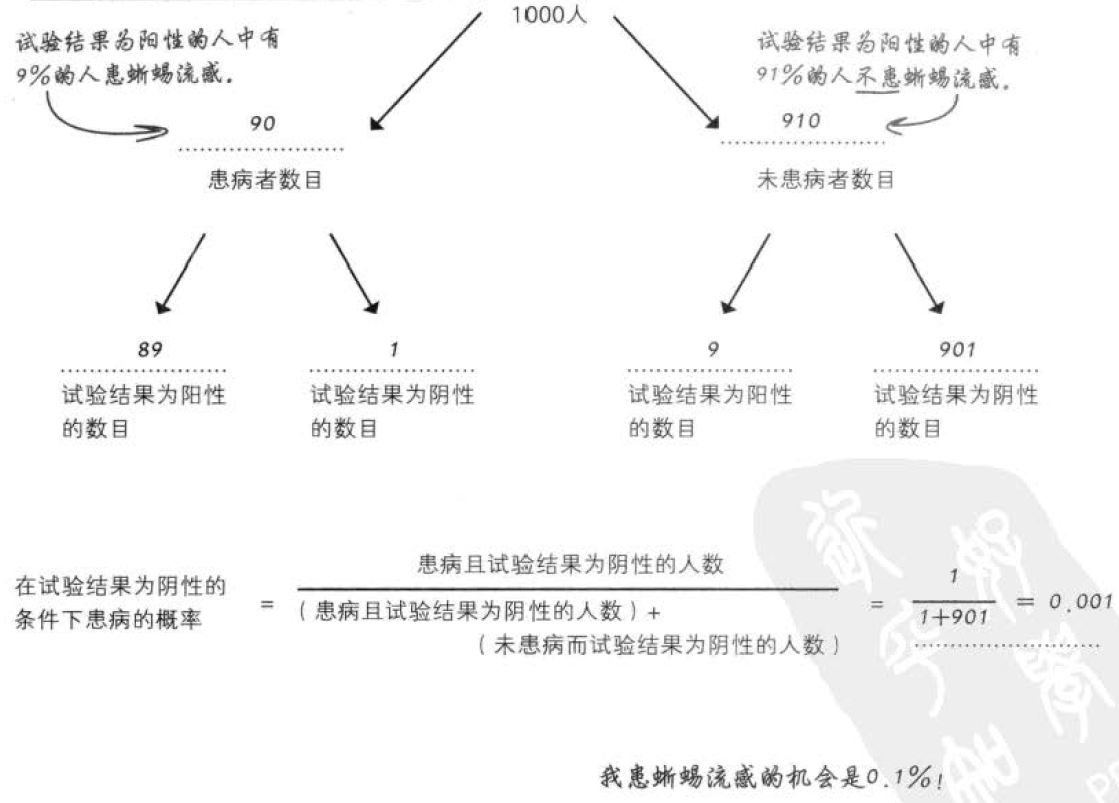 1000人
试验结果为阳性的人中有
9%的人患蜥蜴流感。
试验结果为阳性的人中有
91%的人不患蜥蜴流感。
90
910
患病者数目
未患病者数目
89
1
9
901
试验结果为阳性
的数目
试验结果为阴性
的数目
试验结果为阳性
的数目
试验结果为阴性
的数目
在试验结果为阴性的
条件下患病的概率
=
患病且试验结果为阴性的人数
(患病且试验结果为阴性的人数)+
(未患病而试验结果为阴性的人数)
=
1
1+901
= 0.001
我患蜥蜴流感的机会是0.1%!